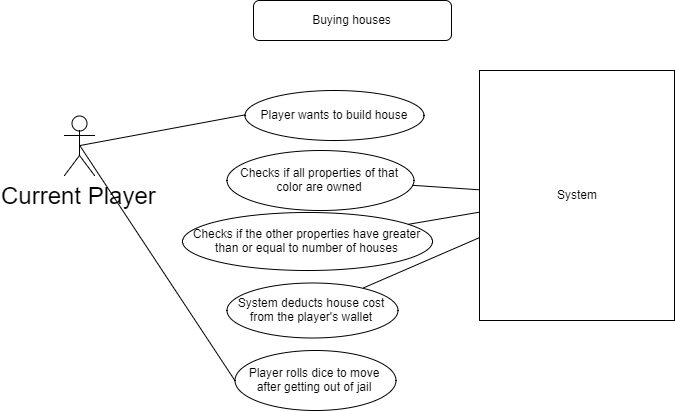 Buying houses
Player wants to build house
Checks if all properties of that
color are owned
System
Current Player
Checks if the other properties have greater
than or equal to number of houses
System deducts house cost
from the player's wallet
Player rolls dice to move
after getting out of jail